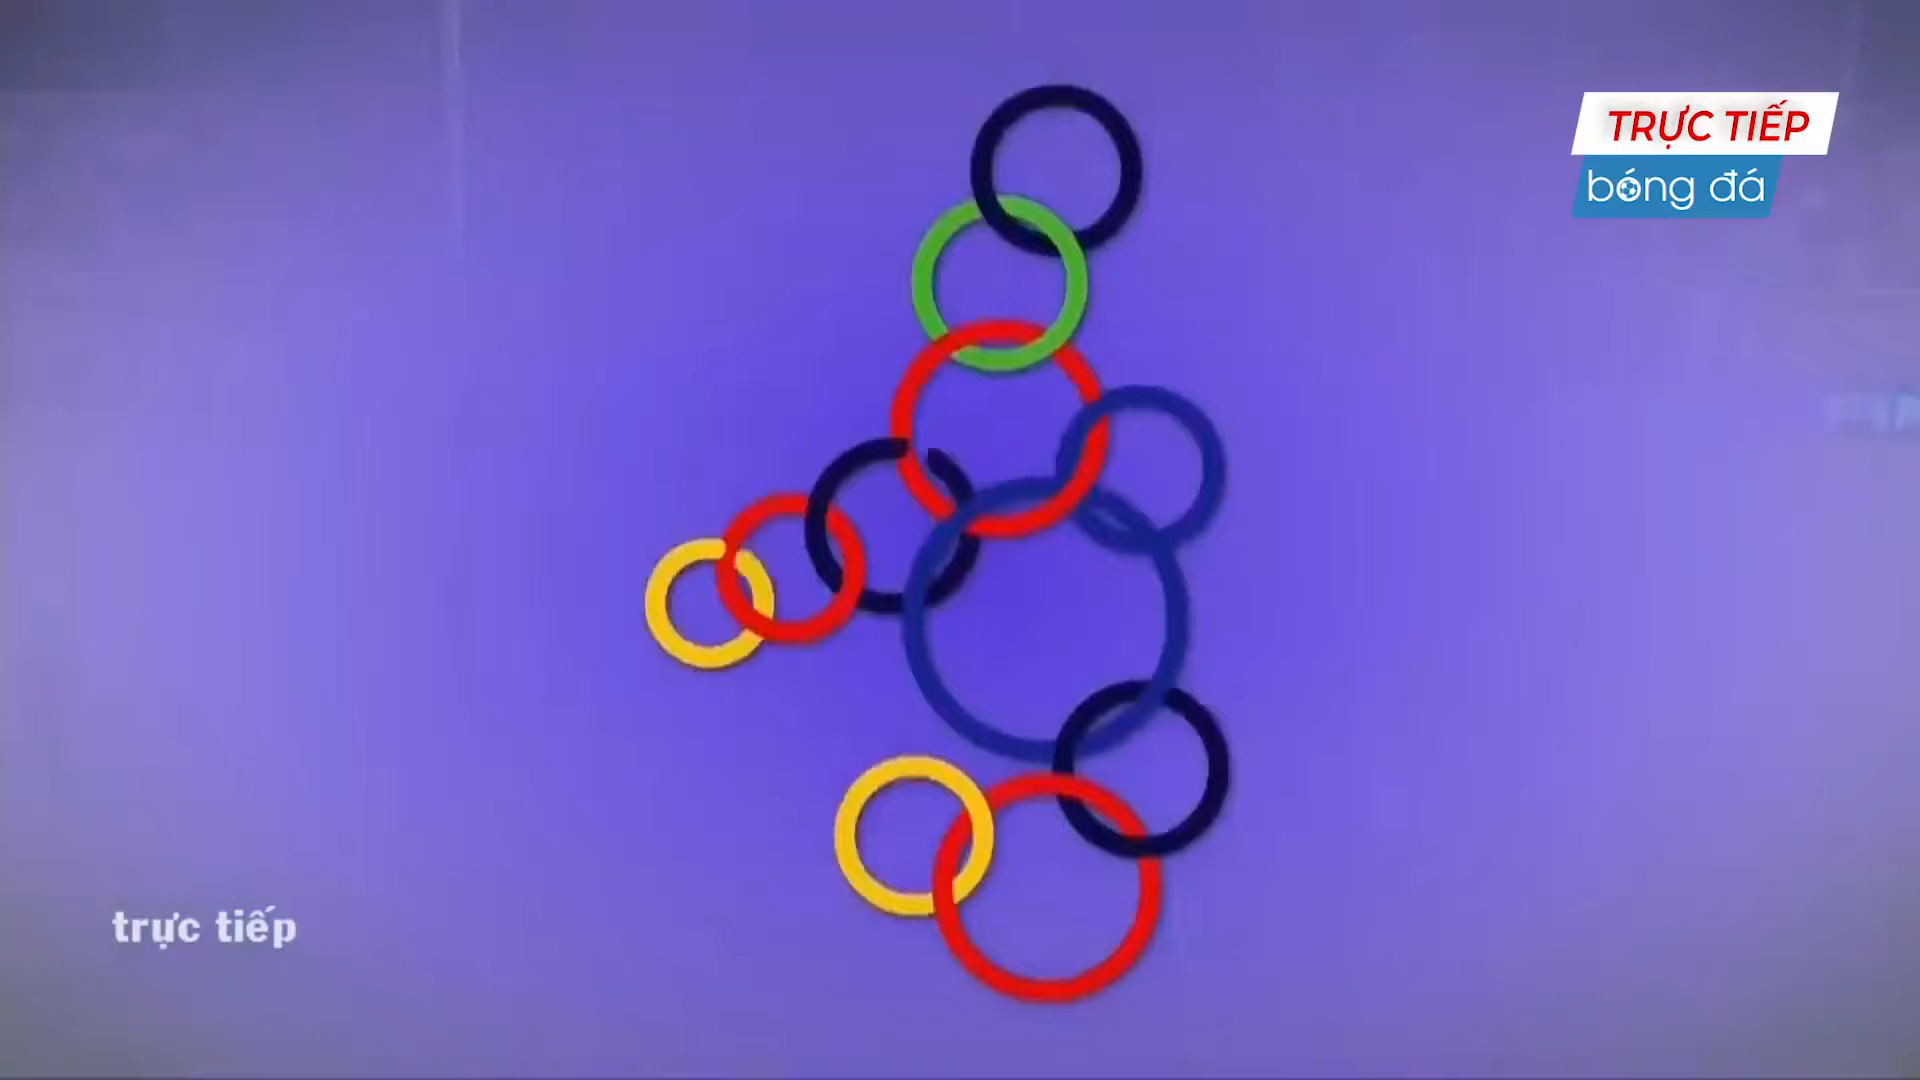 TRỰC TIẾP
bóng đá
trực tiếp